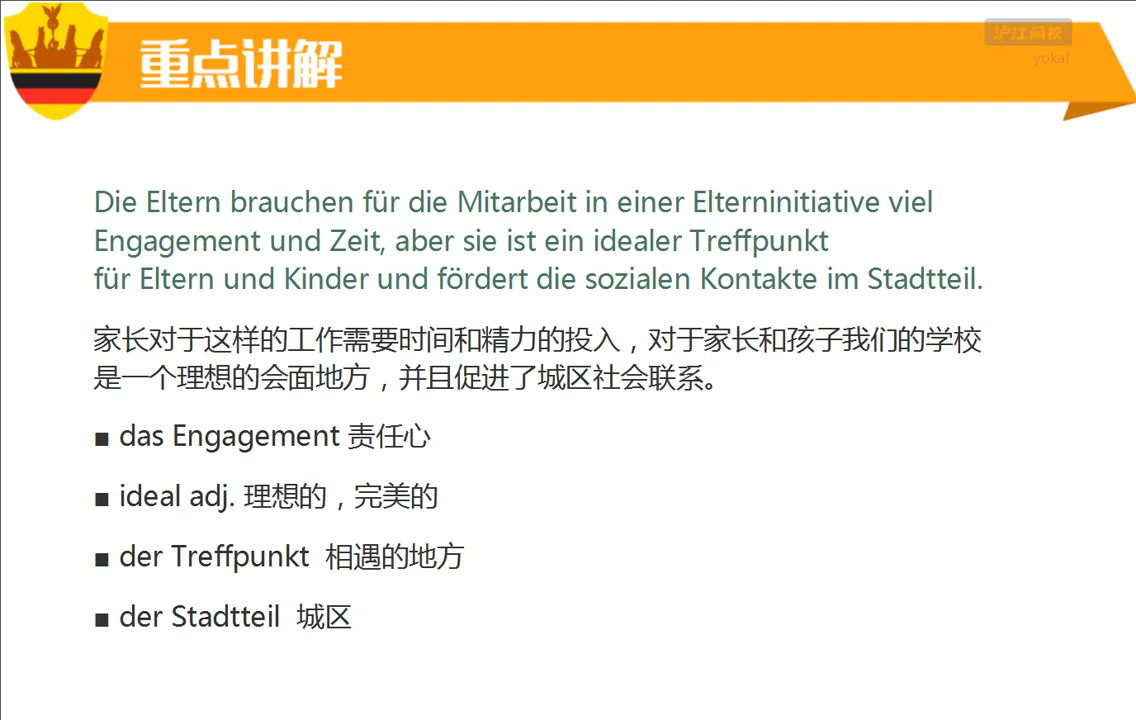 重点讲解
沪江网校
yokaf
Die Eltern brauchen für die Mitarbeit in einer Elterninitiative viel
Engagement und Zeit, aber sie ist ein idealer Treffpunkt
für Eltern und Kinder und fördert die sozialen Kontakte im Stadtteil.
家长对于这样的工作需要时间和精力的投入，对于家长和孩子我们的学校
是一个理想的会面地方，并且促进了城区社会联系。
■ das Engagement 责任心
■ ideal adj. 理想的，完美的
■ der Treffpunkt 相遇的地方
■ der Stadtteil 城区